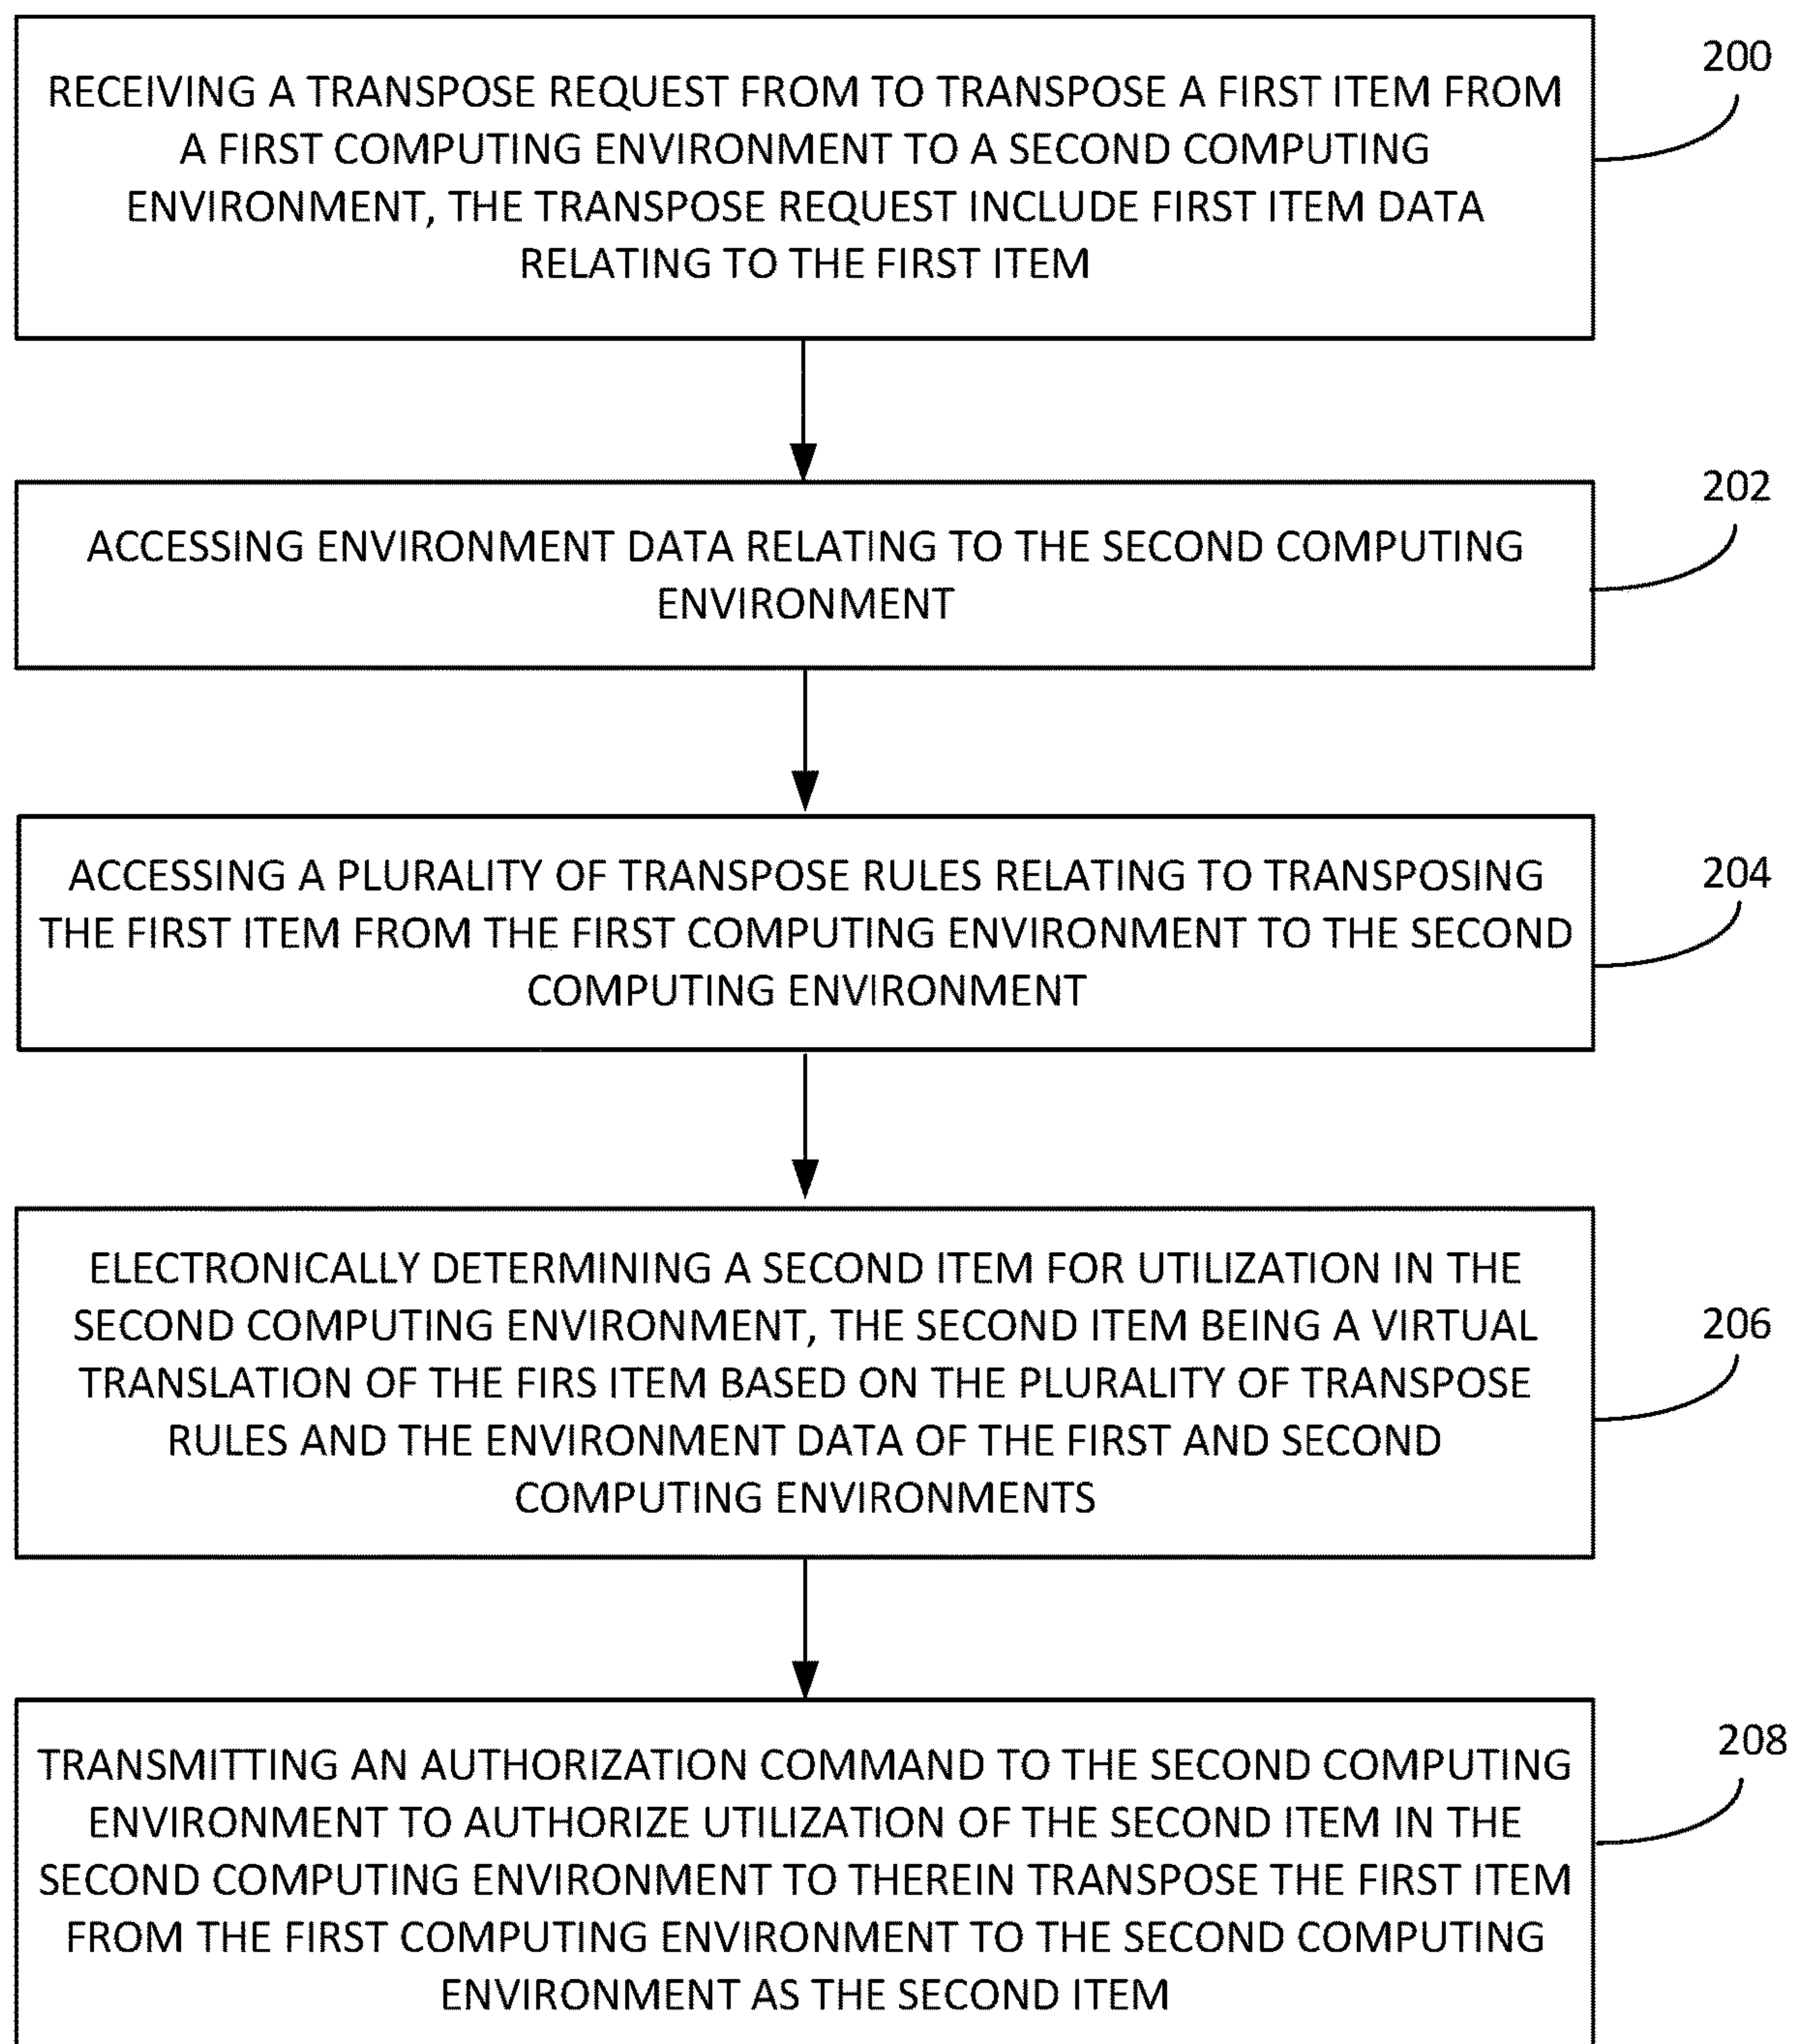 200
RECEIVING A TRANSPOSE REQUEST FROM TO TRANSPOSE A FIRST ITEM FROM
A FIRST COMPUTING ENVIRONMENT TO A SECOND COMPUTING
ENVIRONMENT, THE TRANSPOSE REQUEST INCLUDE FIRST ITEM DATA
RELATING TO THE FIRST ITEM
202
ACCESSING ENVIRONMENT DATA RELATING TO THE SECOND COMPUTING
ENVIRONMENT
204
ACCESSING A PLURALITY OF TRANSPOSE RULES RELATING TO TRANSPOSING
THE FIRST ITEM FROM THE FIRST COMPUTING ENVIRONMENT TO THE SECOND
COMPUTING ENVIRONMENT
206
ELECTRONICALLY DETERMINING A SECOND ITEM FOR UTILIZATION IN THE
SECOND COMPUTING ENVIRONMENT, THE SECOND ITEM BEING A VIRTUAL
TRANSLATION OF THE FIRS ITEM BASED ON THE PLURALITY OF TRANSPOSE
RULES AND THE ENVIRONMENT DATA OF THE FIRST AND SECOND
COMPUTING ENVIRONMENTS
208
TRANSMITTING AN AUTHORIZATION COMMAND TO THE SECOND COMPUTING
ENVIRONMENT TO AUTHORIZE UTILIZATION OF THE SECOND ITEM IN THE
SECOND COMPUTING ENVIRONMENT TO THEREIN TRANSPOSE THE FIRST ITEM
FROM THE FIRST COMPUTING ENVIRONMENT TO THE SECOND COMPUTING
ENVIRONMENT AS THE SECOND ITEM